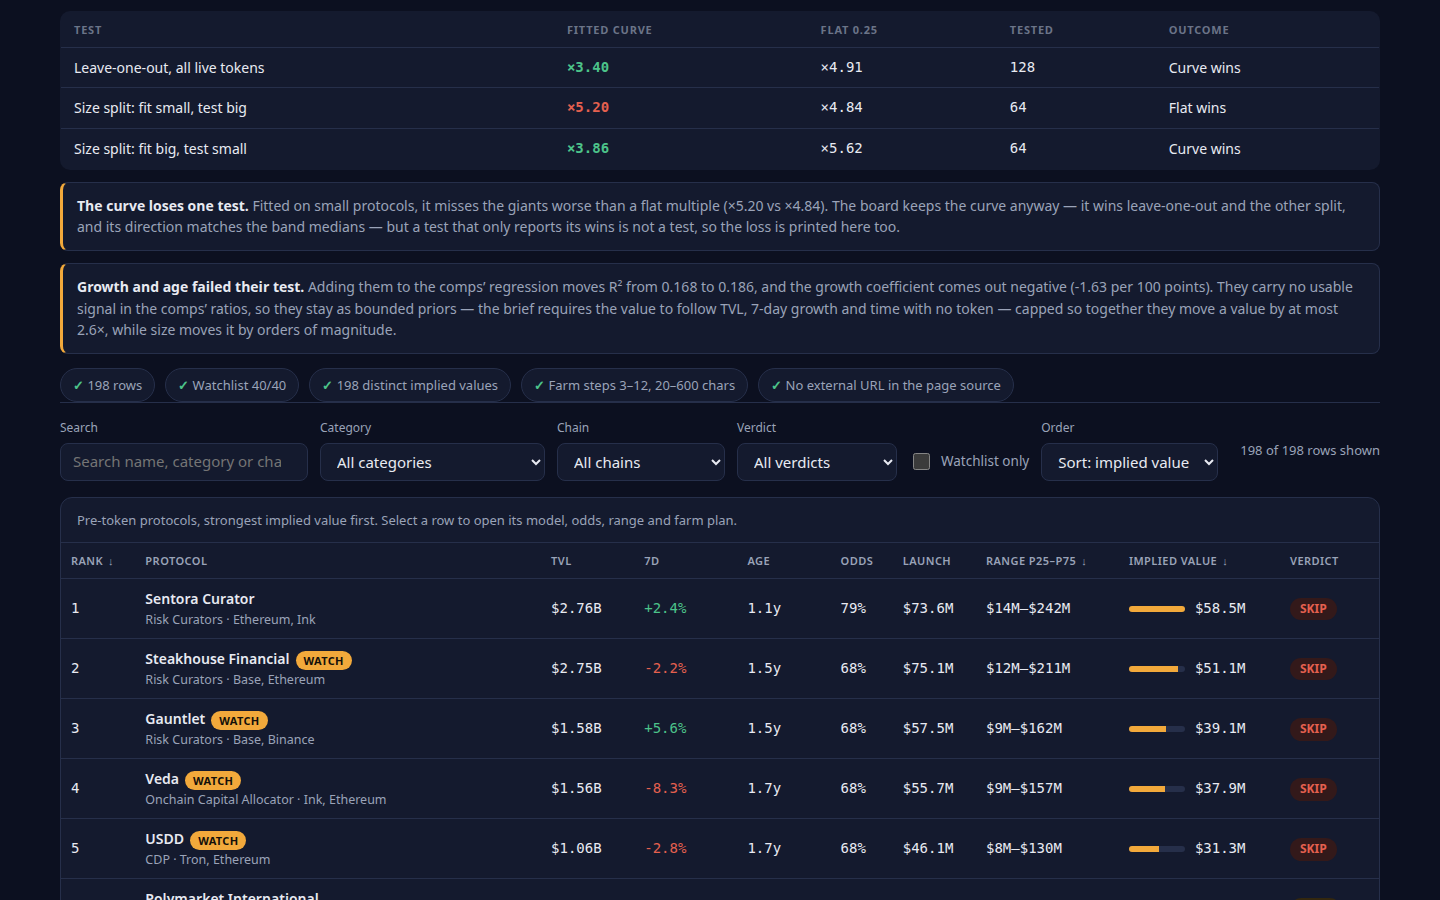 TEST FITTED CURVE FLAT 0.25 TESTED OUTCOME
Leave-one-out, all live tokens ×3.40 ×4.91 128 Curve wins
Size split: fit small, test big ×5.20 ×4.84 64 Flat wins
Size split: fit big, test small ×3.86 ×5.62 64 Curve wins
The curve loses one test. Fitted on small protocols, it misses the giants worse than a flat multiple (×5.20 vs ×4.84). The board keeps the curve anyway — it wins leave-one-out and the other split,
and its direction matches the band medians — but a test that only reports its wins is not a test, so the loss is printed here too.
Growth and age failed their test. Adding them to the comps’ regression moves R² from 0.168 to 0.186, and the growth coefficient comes out negative (-1.63 per 100 points). They carry no usable
signal in the comps’ ratios, so they stay as bounded priors — the brief requires the value to follow TVL, 7-day growth and time with no token — capped so together they move a value by at most
2.6×, while size moves it by orders of magnitude.
✓ 198 rows ✓ Watchlist 40/40 ✓ 198 distinct implied values ✓ Farm steps 3–12, 20–600 chars ✓ No external URL in the page source
Search Category Chain Verdict Order
Search name, category or cha All categories All chains All verdicts Watchlist only Sort: implied value 198 of 198 rows shown
Pre-token protocols, strongest implied value first. Select a row to open its model, odds, range and farm plan.
RANK ↓ PROTOCOL TVL 7D AGE ODDS LAUNCH RANGE P25–P75 ↓ IMPLIED VALUE ↓ VERDICT
1 Sentora Curator $2.76B +2.4% 1.1y 79% $73.6M $14M–$242M $58.5M SKIP
Risk Curators · Ethereum, Ink
2 Steakhouse Financial WATCH $2.75B -2.2% 1.5y 68% $75.1M $12M–$211M $51.1M SKIP
Risk Curators · Base, Ethereum
3 Gauntlet WATCH $1.58B +5.6% 1.5y 68% $57.5M $9M–$162M $39.1M SKIP
Risk Curators · Base, Binance
4 Veda WATCH $1.56B -8.3% 1.7y 68% $55.7M $9M–$157M $37.9M SKIP
Onchain Capital Allocator · Ink, Ethereum
5 USDD WATCH $1.06B -2.8% 1.7y 68% $46.1M $8M–$130M $31.3M SKIP
CDP · Tron, Ethereum
Polymarket International